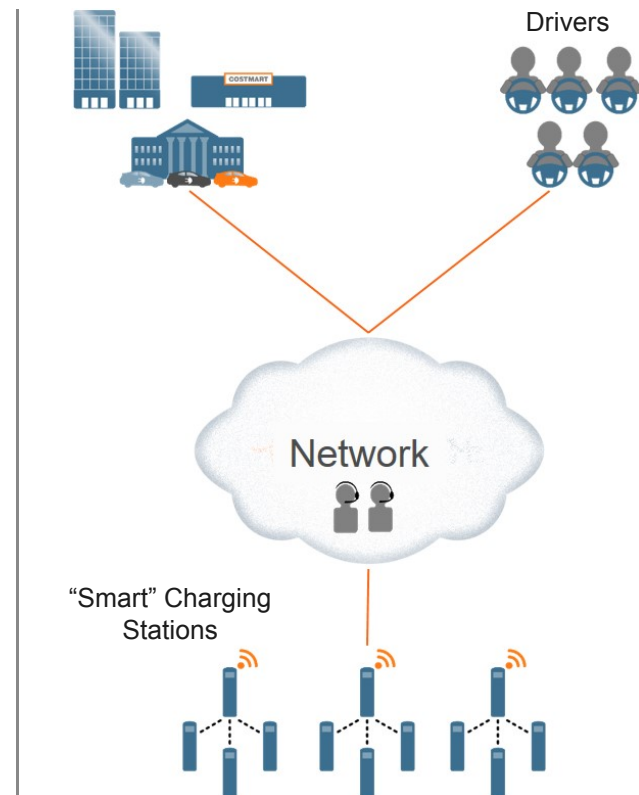 Drivers
COSTMART
Network
“Smart” Charging
Stations